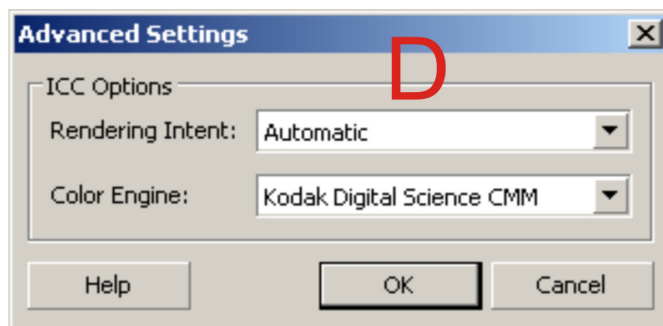 Advanced Settings
D
ICC Options
Rendering Intent: Automatic
Color Engine: Kodak Digital Science CMM
Help OK Cancel